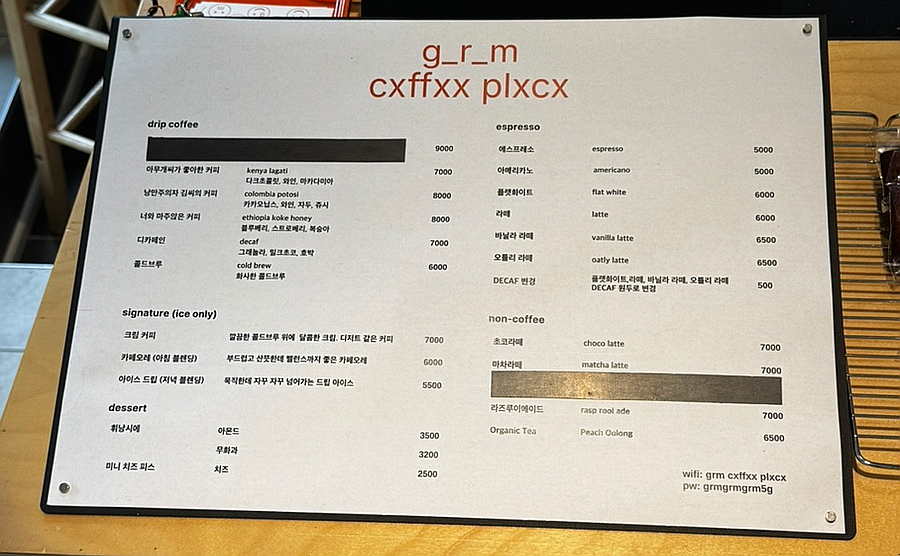 g_r_m
cxffxx plxcx
drip coffee
9000
아무개씨가 좋아한 커피 kenya lagati 7000
다크초콜릿, 와인, 마카다미아
낭만주의자 김씨의 커피 colombia potosi 8000
카카오닙스, 와인, 자두, 쥬시
너와 마주앉은 커피 ethiopia koke honey 8000
블루베리, 스트로베리, 복숭아
디카페인 decaf 7000
그래놀라, 밀크초코, 호박
콜드브루 cold brew 6000
화사한 콜드브루
signature (ice only)
크림 커피 깔끔한 콜드브루 위에 달콤한 크림. 디저트 같은 커피 7000
카페오레 (아침 블렌딩) 부드럽고 산뜻한데 밸런스까지 좋은 카페오레 6000
아이스 드립 (저녁 블렌딩) 묵직한데 자꾸 자꾸 넘어가는 드립 아이스 5500
dessert
휘낭시에 아몬드 3500
무화과 3200
미니 치즈 피스 치즈 2500
espresso
에스프레소 espresso 5000
아메리카노 americano 5000
플랫화이트 flat white 6000
라떼 latte 6000
바닐라 라떼 vanilla latte 6500
오틀리 라떼 oatly latte 6500
DECAF 변경 플랫화이트,라떼, 바닐라 라떼, 오틀리 라떼 500
DECAF 원두로 변경
non-coffee
초코라떼 choco latte 7000
마차라떼 matcha latte 7000
라즈루이에이드 rasp rooi ade 7000
Organic Tea Peach Oolong 6500
wifi: grm cxffxx plxcx
pw: grmgrmgrm5g